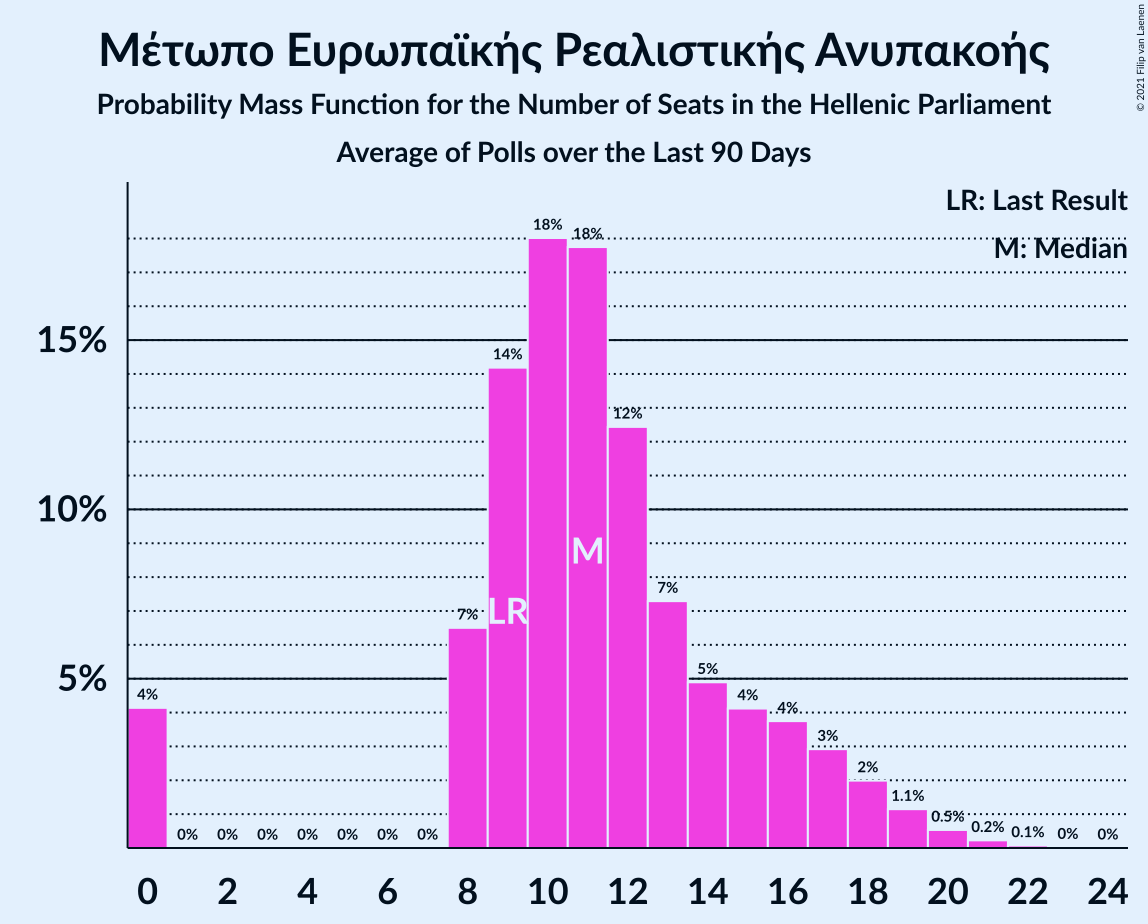 Μέτωπο Ευρωπαϊκής Ρεαλιστικής Ανυπακοής
Probability Mass Function for the Number of Seats in the Hellenic Parliament
Average of Polls over the Last 90 Days
© 2021 Filip van Laenen
LR: Last Result
M: Median
18% 18%
15%
14%
12%
10%
M
7% LR 7%
5%
4% 5% 4% 4% 3% 2% 1.1% 0.5% 0.2% 0.1% 0% 0%
0% 0% 0% 0% 0% 0% 0%
0 2 4 6 8 10 12 14 16 18 20 22 24